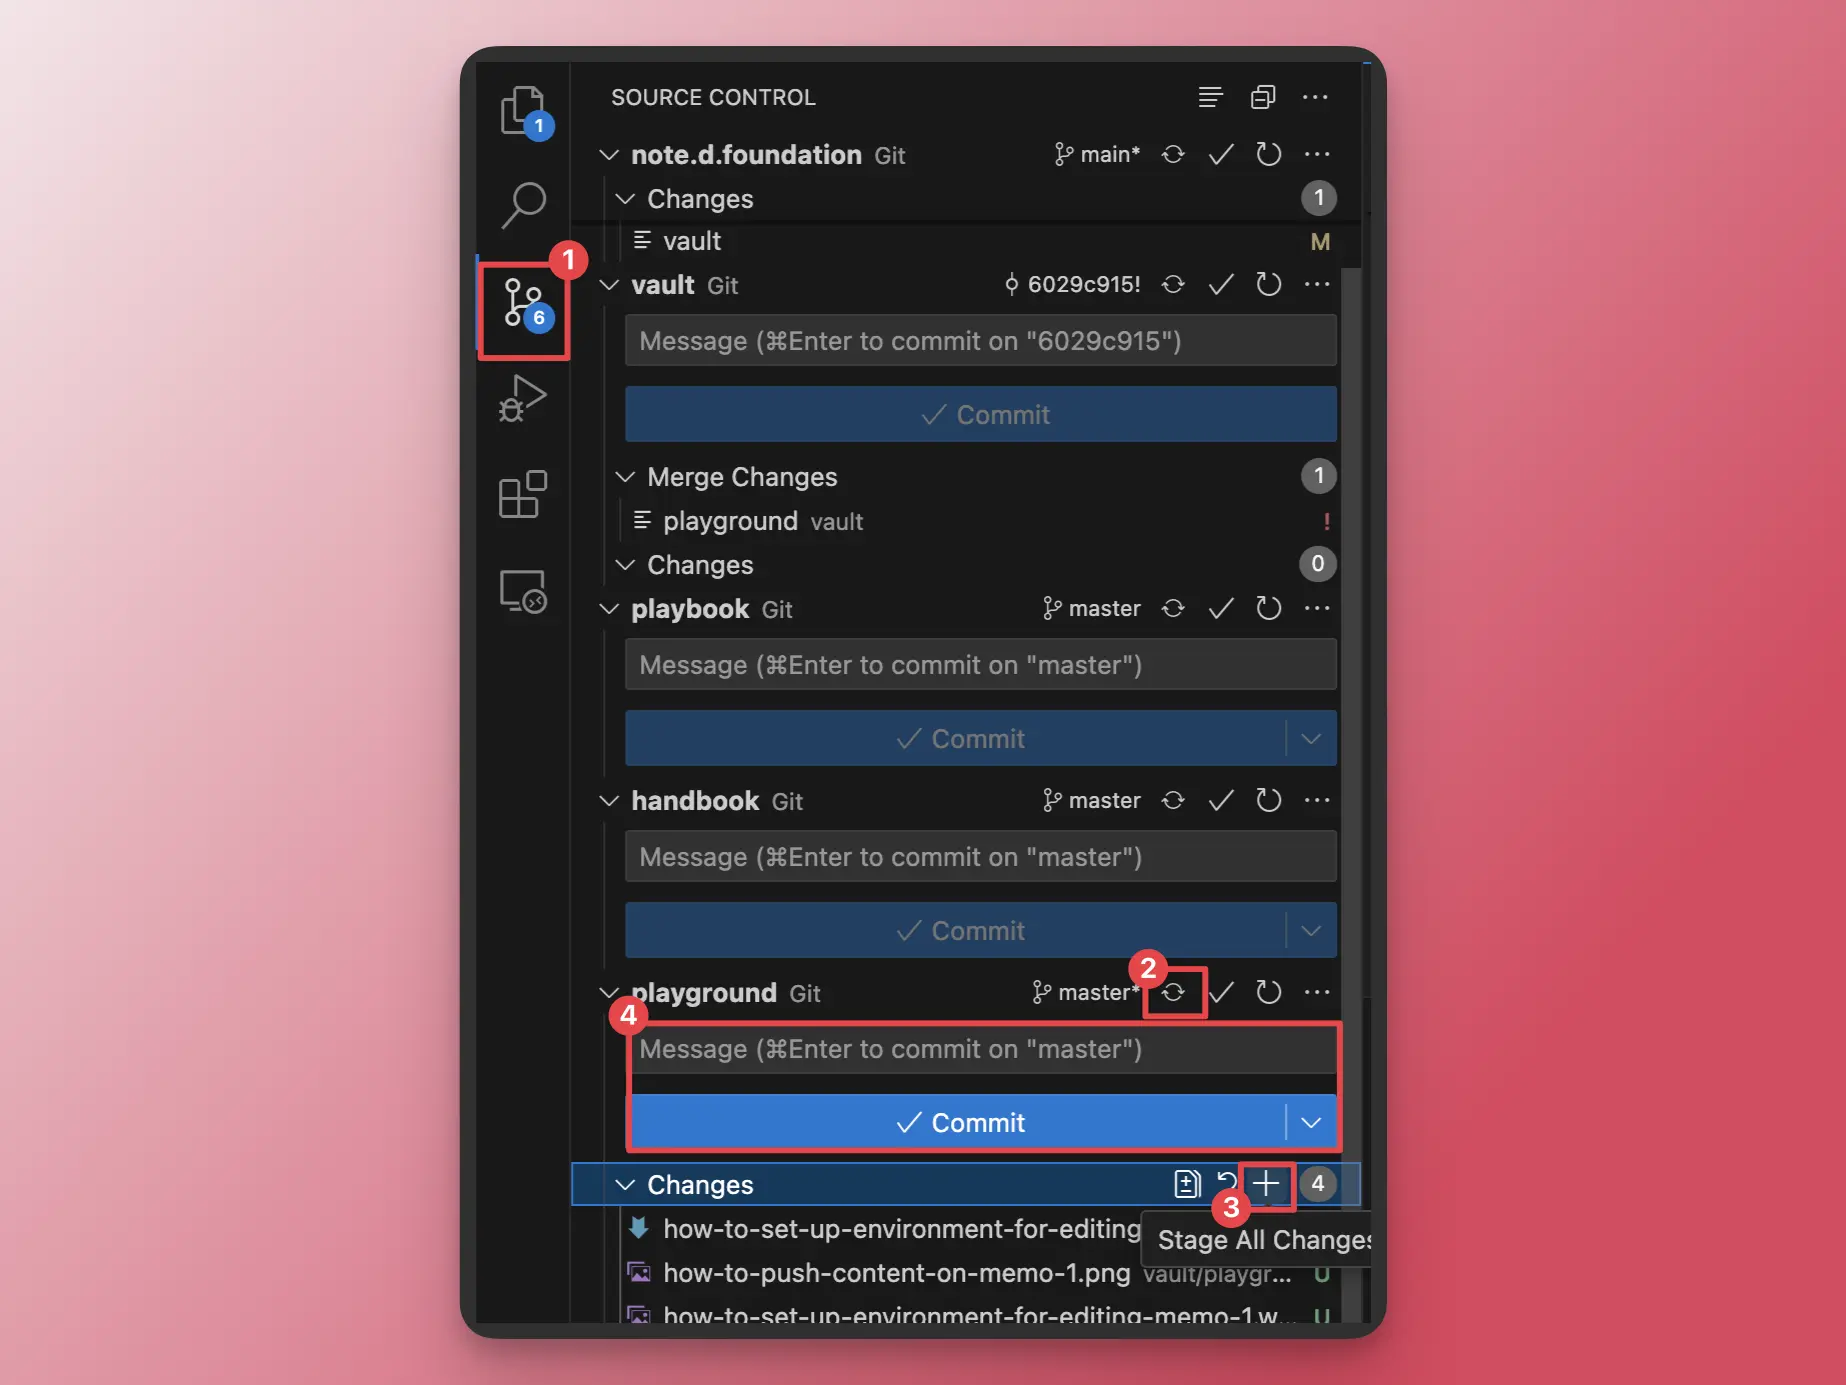 SOURCE CONTROL
1
note.d.foundation Git main*
Changes 1
vault M
1
vault Git 6029c915!
6
Message (⌘Enter to commit on "6029c915")
Commit
Merge Changes 1
playground vault !
Changes 0
playbook Git master
Message (⌘Enter to commit on "master")
Commit
handbook Git master
Message (⌘Enter to commit on "master")
Commit
2
playground Git master*
4
Message (⌘Enter to commit on "master")
Commit
Changes 4
3
how-to-set-up-environment-for-editing
Stage All Changes
how-to-push-content-on-memo-1.png vault/playgr... U
how-to-set-up-environment-for-editing-memo-1.w... U